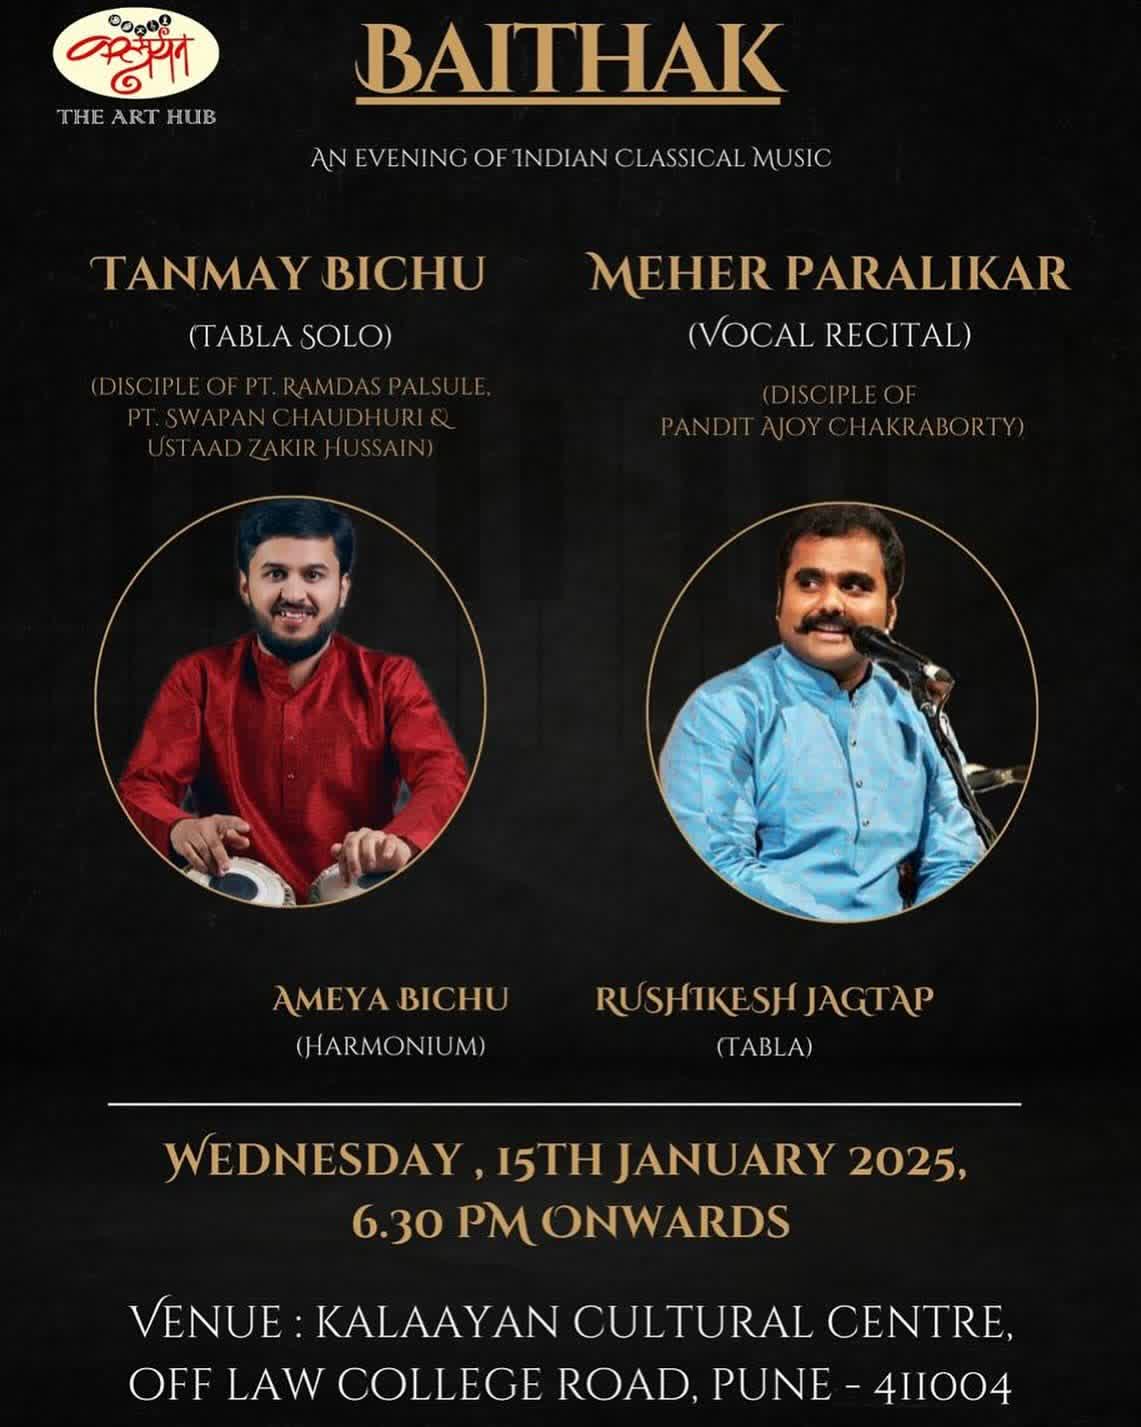 THE ART HUB
BAITHAK
AN EVENING OF INDIAN CLASSICAL MUSIC
TANMAY BICHU
(TABLA SOLO)
(DISCIPLE OF PT. RAMDAS PALSULE,
PT. SWAPAN CHAUDHURI &
USTAAD ZAKIR HUSSAIN)
MEHER PARALIKAR
(VOCAL RECITAL)
(DISCIPLE OF
PANDIT AJOY CHAKRABORTY)
AMEYA BICHU
(HARMONIUM)
RUSHIKESH JAGTAP
(TABLA)
WEDNESDAY , 15TH JANUARY 2025,
6.30 PM ONWARDS
VENUE : KALAAYAN CULTURAL CENTRE,
OFF LAW COLLEGE ROAD, PUNE - 411004